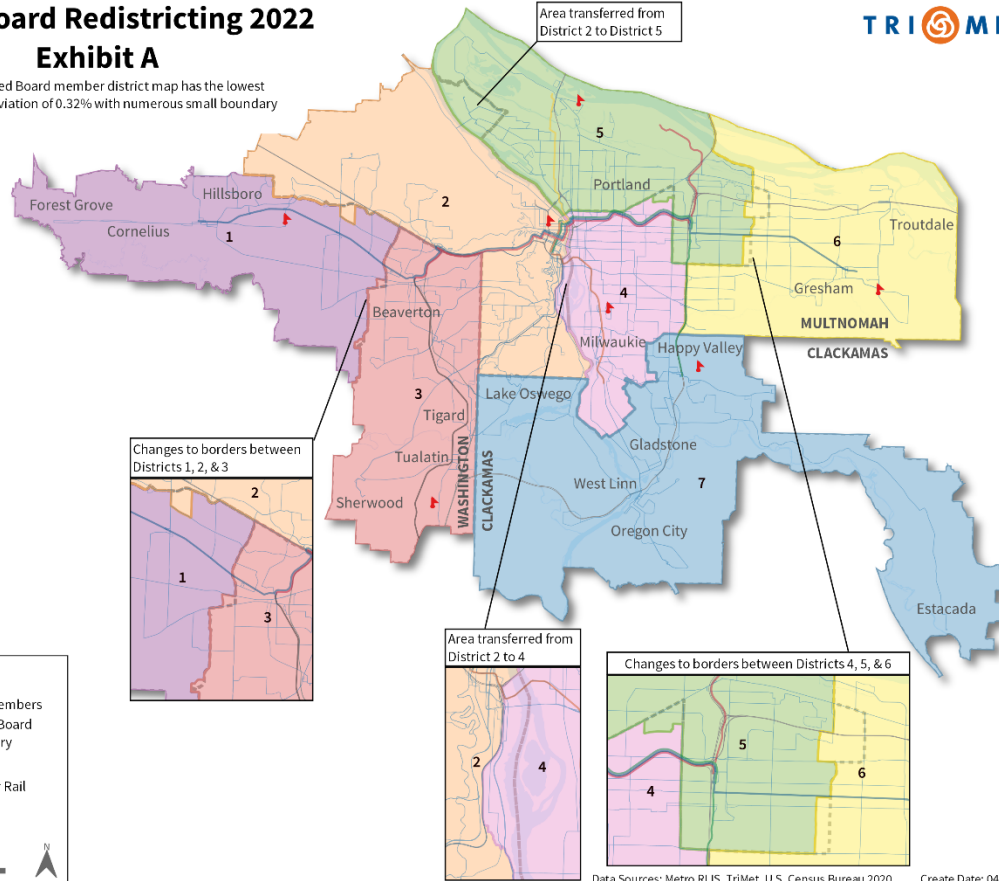 oard Redistricting 2022
Exhibit A
ed Board member district map has the lowest
viation of 0.32% with numerous small boundary
Area transferred from
District 2 to District 5
TRI ME
5
Portland
2
Hillsboro
Forest Grove
Cornelius
1
Troutdale
6
Gresham
4
MULTNOMAH
CLACKAMAS
Beaverton
Milwaukie
Happy Valley
3
Lake Oswego
Tigard
Tualatin
Sherwood
WASHINGTON
CLACKAMAS
Gladstone
West Linn
7
Oregon City
Estacada
Changes to borders between
Districts 1, 2, & 3
2
1
3
Area transferred from
District 2 to 4
2
4
Changes to borders between Districts 4, 5, & 6
5
6
4
embers
Board
ry
Rail
N
Data Sources: Metro RLIS, TriMet, U.S. Census Bureau 2020
Create Date: 04